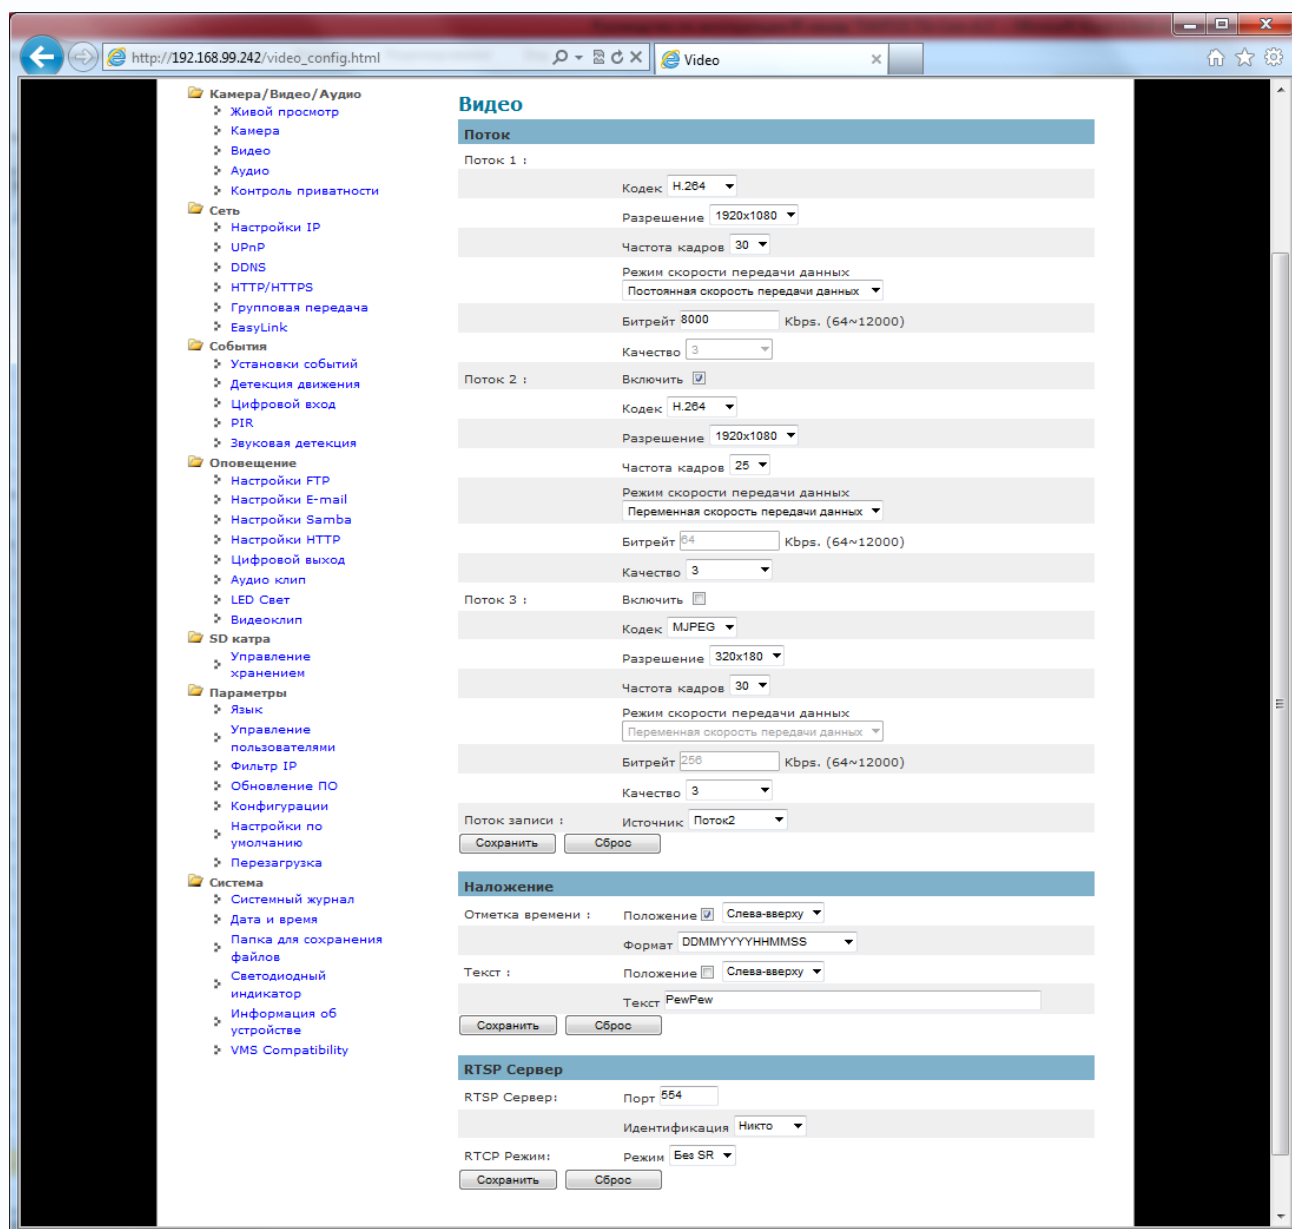 http://192.168.99.242/video_config.html
Video
Камера/Видео/Аудио
Живой просмотр
Камера
Видео
Аудио
Контроль приватности
Сеть
Настройки IP
UPnP
DDNS
HTTP/HTTPS
Групповая передача
EasyLink
События
Установки событий
Детекция движения
Цифровой вход
PIR
Звуковая детекция
Оповещение
Настройки FTP
Настройки E-mail
Настройки Samba
Настройки HTTP
Цифровой выход
Аудио клип
LED Свет
Видеоклип
SD катра
Управление
хранением
Параметры
Язык
Управление
пользователями
Фильтр IP
Обновление ПО
Конфигурации
Настройки по
умолчанию
Перезагрузка
Система
Системный журнал
Дата и время
Папка для сохранения
файлов
Светодиодный
индикатор
Информация об
устройстве
VMS Compatibility
Видео
Поток
Поток 1 :
Кодек H.264
Разрешение 1920x1080
Частота кадров 30
Режим скорости передачи данных
Постоянная скорость передачи данных
Битрейт 8000 Kbps. (64~12000)
Качество 3
Поток 2 : Включить
Кодек H.264
Разрешение 1920x1080
Частота кадров 25
Режим скорости передачи данных
Переменная скорость передачи данных
Битрейт 64 Kbps. (64~12000)
Качество 3
Поток 3 : Включить
Кодек MJPEG
Разрешение 320x180
Частота кадров 30
Режим скорости передачи данных
Переменная скорость передачи данных
Битрейт 256 Kbps. (64~12000)
Качество 3
Поток записи : Источник Поток2
Сохранить Сброс
Наложение
Отметка времени : Положение Слева-вверху
Формат DDMMYYYYHHMMSS
Текст : Положение Слева-вверху
Текст PewPew
Сохранить Сброс
RTSP Сервер
RTSP Сервер: Порт 554
Идентификация Никто
RTCP Режим: Режим Без SR
Сохранить Сброс